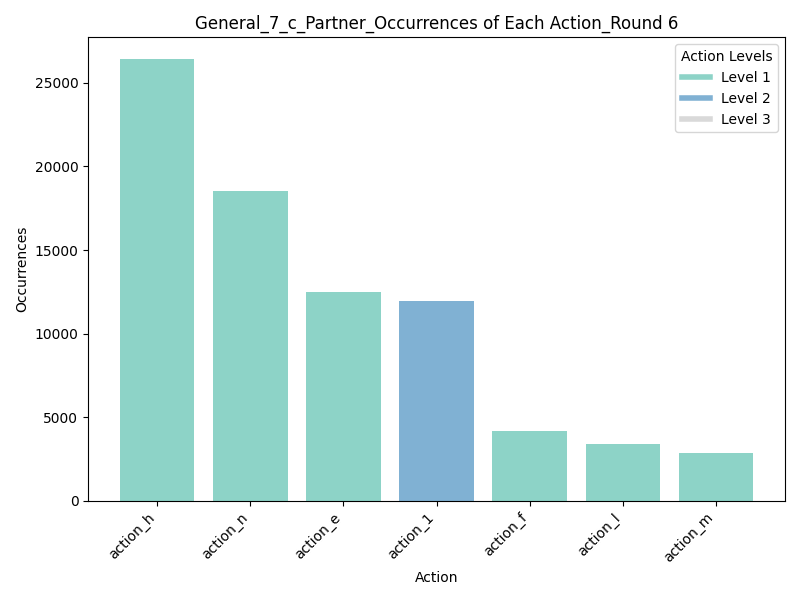 General_7_c_Partner_Occurrences of Each Action_Round 6
Action Levels
Level 1
Level 2
Level 3
Occurrences
25000
20000
15000
10000
5000
0
action_h
action_n
action_e
action_1
action_f
action_l
action_m
Action